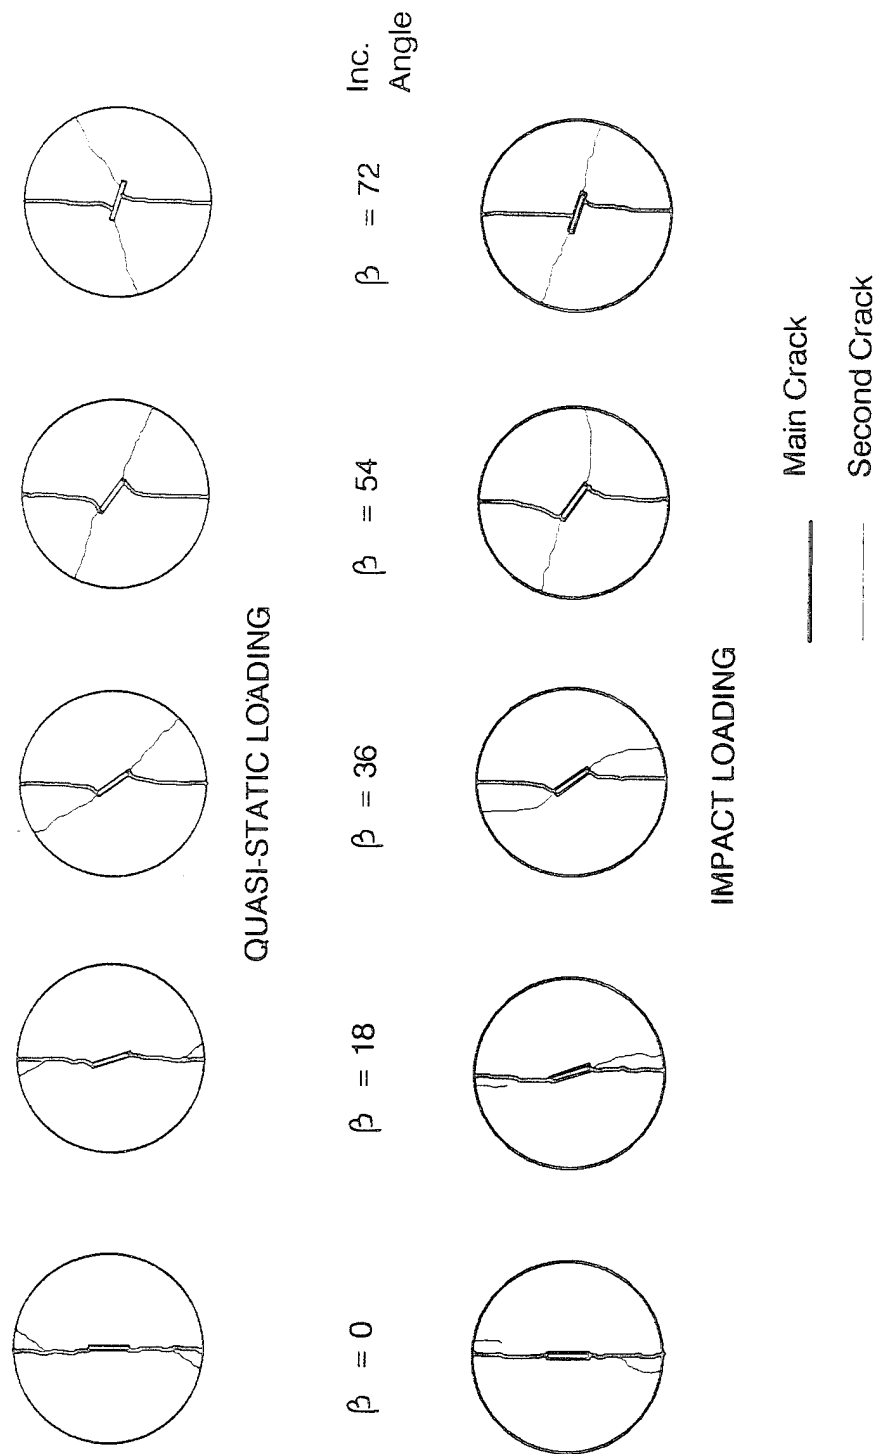 QUASI-STATIC LOADING
β = 0
β = 18
β = 36
β = 54
β = 72
Inc.
Angle
IMPACT LOADING
Main Crack
Second Crack